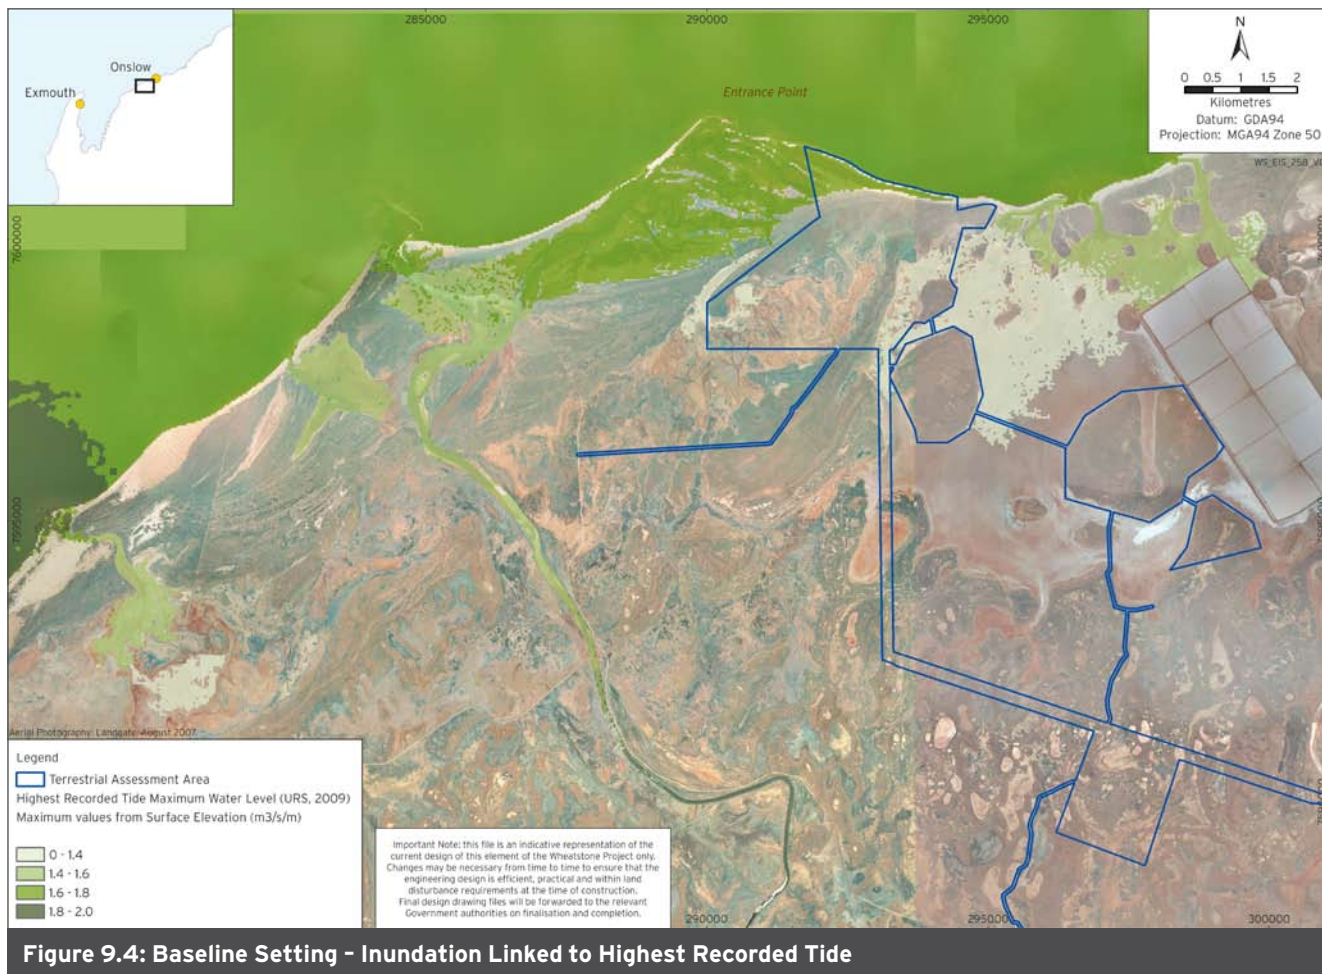 285000
290000
295000
Onslow
Exmouth
Entrance Point
N
0 0.5 1 1.5 2
Kilometres
Datum: GDA94
Projection: MGA94 Zone 50
7600000
7595000
Aerial Photography: Landgate August 2007
Legend
Terrestrial Assessment Area
Highest Recorded Tide Maximum Water Level (URS, 2009)
Maximum values from Surface Elevation (m3/s/m)
0 - 1.4
1.4 - 1.6
1.6 - 1.8
1.8 - 2.0
Important Note: this file is an indicative representation of the
current design of this element of the Wheatstone Project only.
Changes may be necessary from time to time to ensure that the
engineering design is efficient, practical and within land
disturbance requirements at the time of construction.
Final design drawing files will be forwarded to the relevant
Government authorities on finalisation and completion.
290000
295000
300000
Figure 9.4: Baseline Setting – Inundation Linked to Highest Recorded Tide